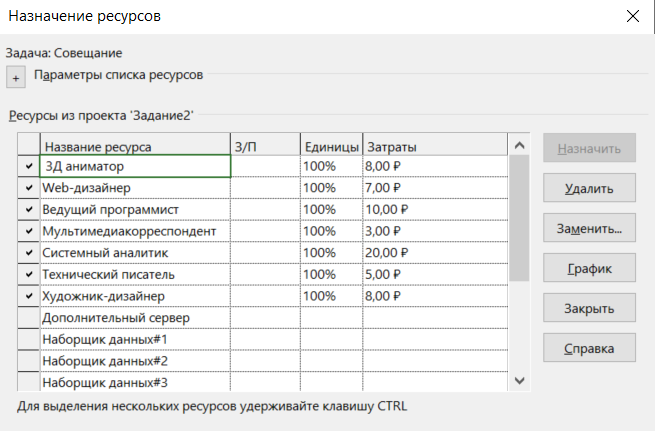 Назначение ресурсов
Задача: Совещание
+ Параметры списка ресурсов
Ресурсы из проекта 'Задание2'
Название ресурса З/П Единицы Затраты
3Д аниматор 100% 8,00 ₽
Web-дизайнер 100% 7,00 ₽
Ведущий программист 100% 10,00 ₽
Мультимедиакорреспондент 100% 3,00 ₽
Системный аналитик 100% 20,00 ₽
Технический писатель 100% 5,00 ₽
Художник-дизайнер 100% 8,00 ₽
Дополнительный сервер
Наборщик данных#1
Наборщик данных#2
Наборщик данных#3
Назначить
Удалить
Заменить...
График
Закрыть
Справка
Для выделения нескольких ресурсов удерживайте клавишу CTRL